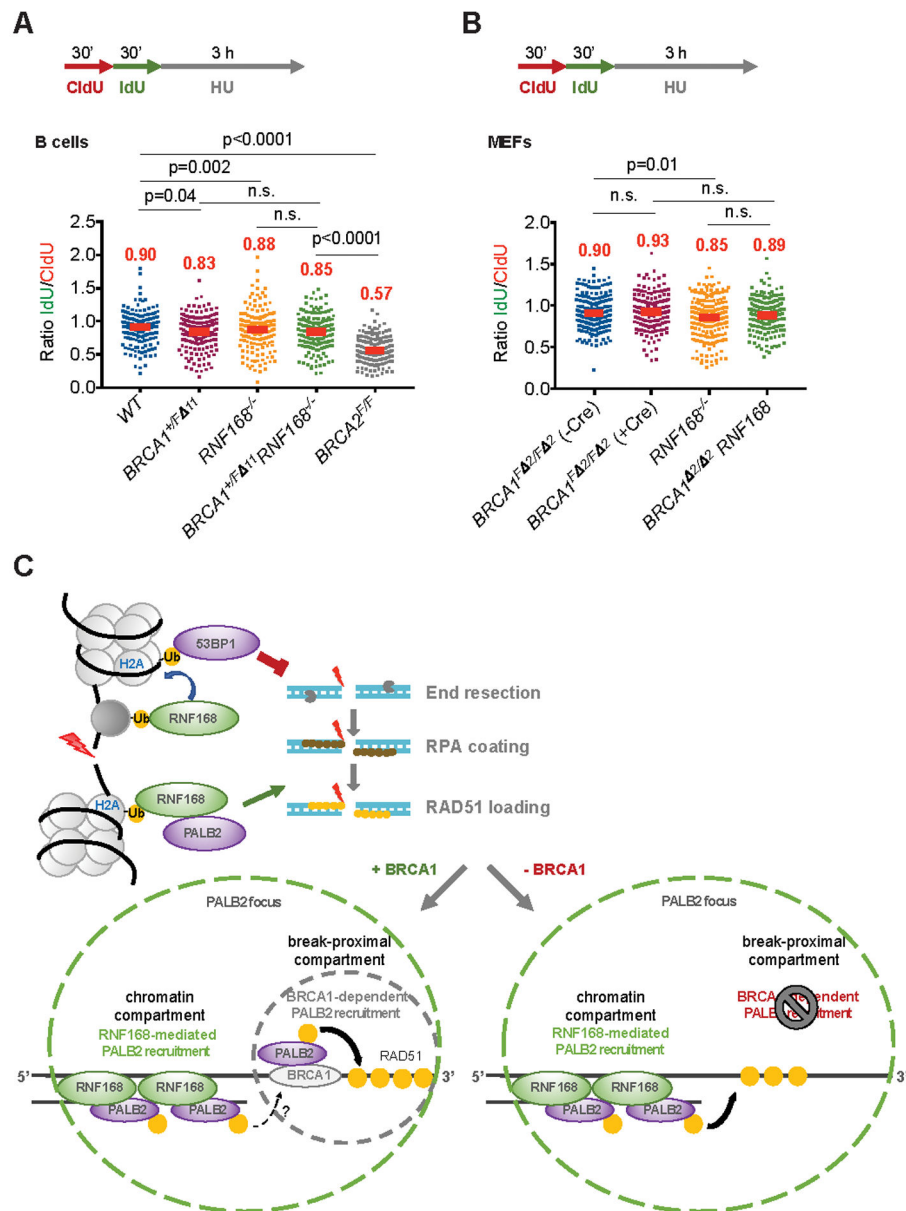 A
30' 30' 3 h
CldU IdU HU
B cells
p<0.0001
p=0.002 n.s.
p=0.04 n.s. p<0.0001
Ratio IdU/CldU
2.5
2.0
1.5
1.0
0.5
0.0
0.90 0.83 0.88 0.85 0.57
WT
BRCA1+/FΔ11
RNF168-/-
BRCA1+/FΔ11RNF168-/-
BRCA2F/F
B
30' 30' 3 h
CldU IdU HU
MEFs
p=0.01
n.s. n.s.
n.s.
Ratio IdU/CldU
2.0
1.5
1.0
0.5
0.0
0.90 0.93 0.85 0.89
BRCA1FΔ2/FΔ2 (-Cre)
BRCA1FΔ2/FΔ2 (+Cre)
RNF168-/-
BRCA1Δ2/Δ2 RNF168
C
53BP1
Ub
H2A
End resection
Ub RNF168
RPA coating
H2A
Ub RNF168
RAD51 loading
PALB2
+ BRCA1 - BRCA1
PALB2 focus
break-proximal
compartment
chromatin
compartment
BRCA1-dependent
PALB2 recruitment
RNF168-mediated
PALB2 recruitment
PALB2
RAD51
5' 3'
RNF168 RNF168 BRCA1
PALB2 PALB2
?
PALB2 focus
break-proximal
compartment
chromatin
compartment
RNF168-mediated
PALB2 recruitment
5' 3'
RNF168 RNF168
PALB2 PALB2